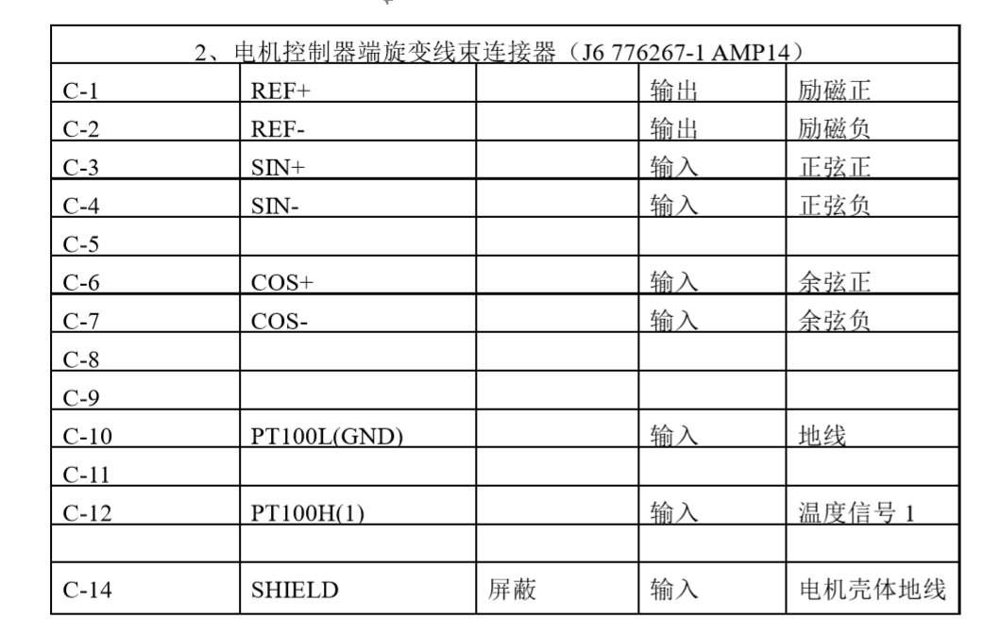 2、电机控制器端旋变线束连接器（J6 776267-1 AMP14）
C-1 REF+ 输出 励磁正
C-2 REF- 输出 励磁负
C-3 SIN+ 输入 正弦正
C-4 SIN- 输入 正弦负
C-5
C-6 COS+ 输入 余弦正
C-7 COS- 输入 余弦负
C-8
C-9
C-10 PT100L(GND) 输入 地线
C-11
C-12 PT100H(1) 输入 温度信号 1
C-14 SHIELD 屏蔽 输入 电机壳体地线